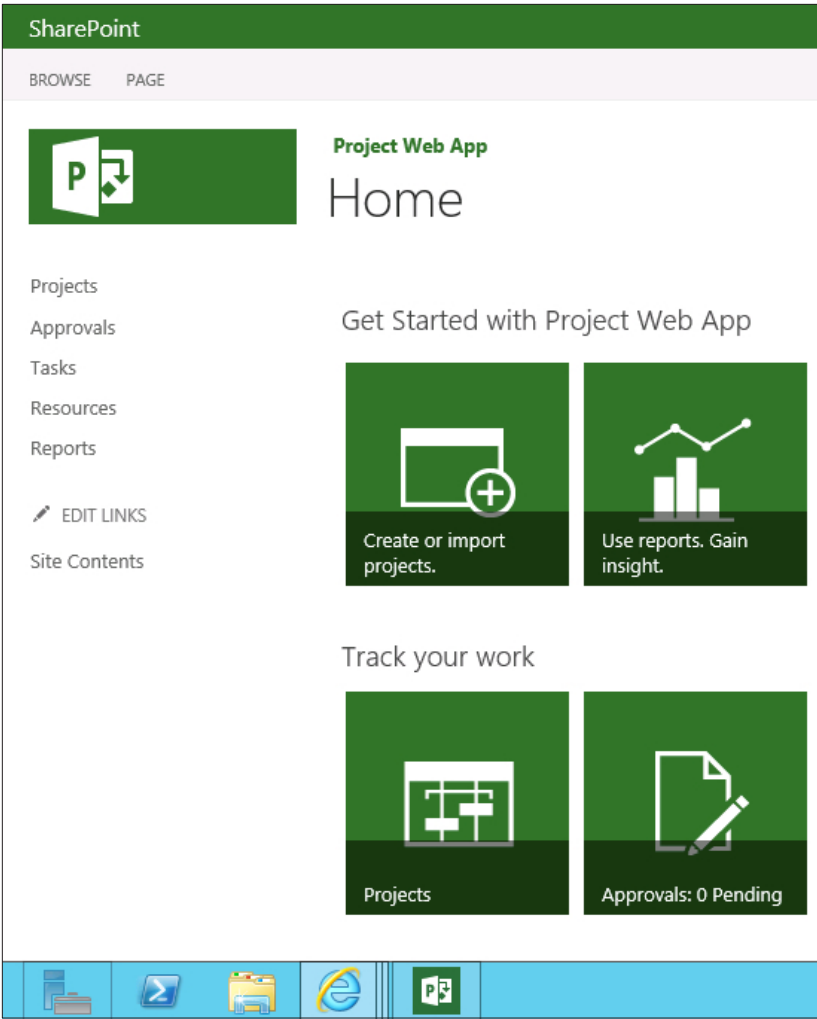 SharePoint
BROWSE PAGE
P
Project Web App
Home
Projects
Approvals
Tasks
Resources
Reports
EDIT LINKS
Site Contents
Get Started with Project Web App
Create or import
projects.
Use reports. Gain
insight.
Track your work
Projects
Approvals: 0 Pending
P